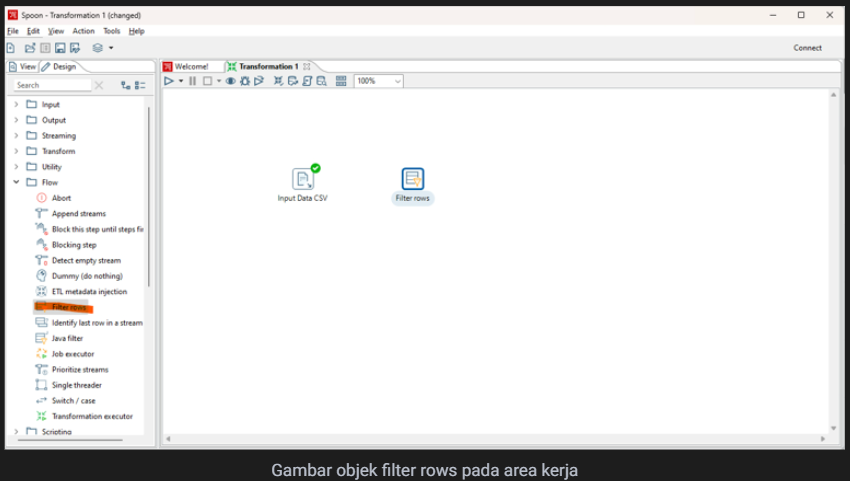 Spoon - Transformation 1 (changed)
File Edit View Action Tools Help
Connect
View Design
Welcome! Transformation 1
Search
100%
Input
Output
Streaming
Transform
Utility
Flow
Abort
Append streams
Block this step until steps fi
Blocking step
Detect empty stream
Dummy (do nothing)
ETL metadata injection
Filter rows
Identify last row in a stream
Java filter
Job executor
Prioritize streams
Single threader
Switch / case
Transformation executor
Scripting
Input Data CSV
Filter rows
Gambar objek filter rows pada area kerja